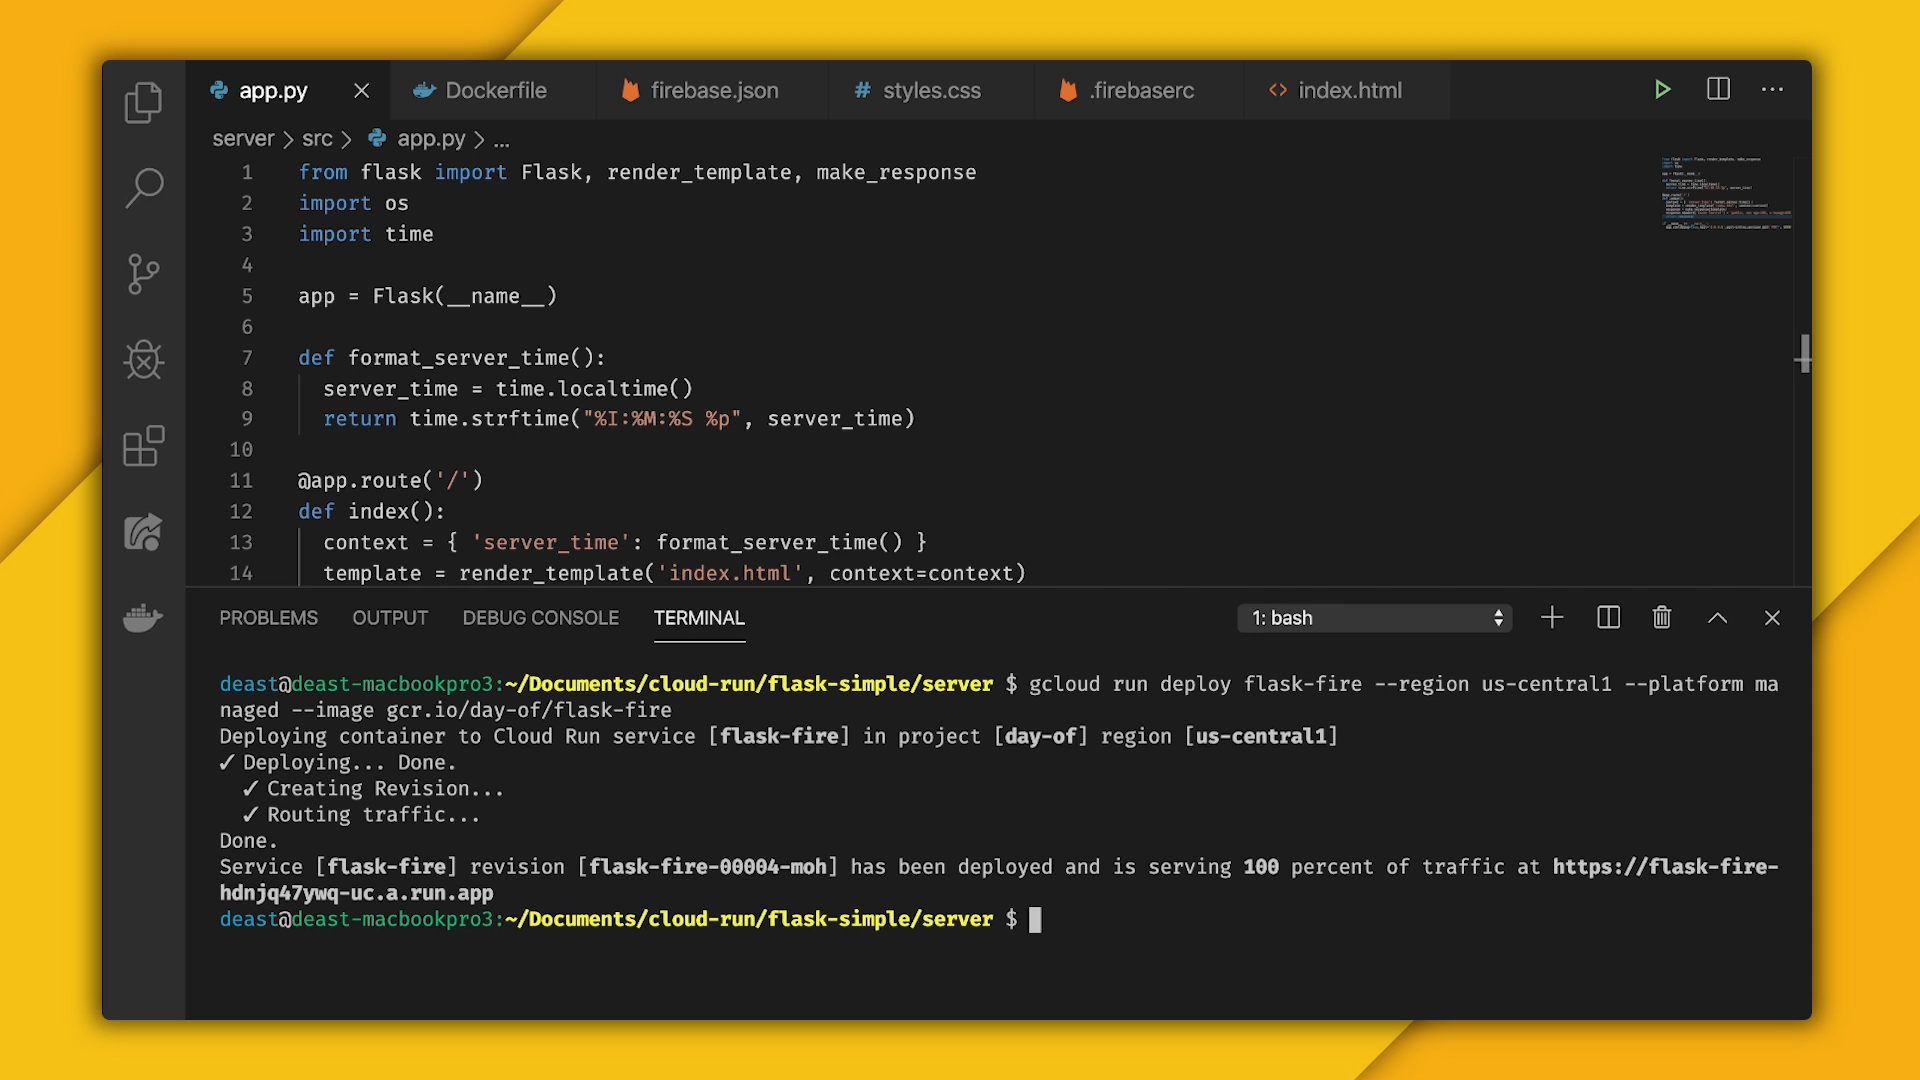 app.py
Dockerfile
firebase.json
# styles.css
.firebaserc
<> index.html
server > src > app.py > ...
1 from flask import Flask, render_template, make_response
2 import os
3 import time
4
5 app = Flask(__name__)
6
7 def format_server_time():
8 server_time = time.localtime()
9 return time.strftime("%I:%M:%S %p", server_time)
10
11 @app.route('/')
12 def index():
13 context = { 'server_time': format_server_time() }
14 template = render_template('index.html', context=context)
PROBLEMS OUTPUT DEBUG CONSOLE TERMINAL 1: bash
deast@deast-macbookpro3:~/Documents/cloud-run/flask-simple/server $ gcloud run deploy flask-fire --region us-central1 --platform ma
naged --image gcr.io/day-of/flask-fire
Deploying container to Cloud Run service [flask-fire] in project [day-of] region [us-central1]
✓ Deploying... Done.
✓ Creating Revision...
✓ Routing traffic...
Done.
Service [flask-fire] revision [flask-fire-00004-moh] has been deployed and is serving 100 percent of traffic at https://flask-fire-
hdnjq47ywq-uc.a.run.app
deast@deast-macbookpro3:~/Documents/cloud-run/flask-simple/server $